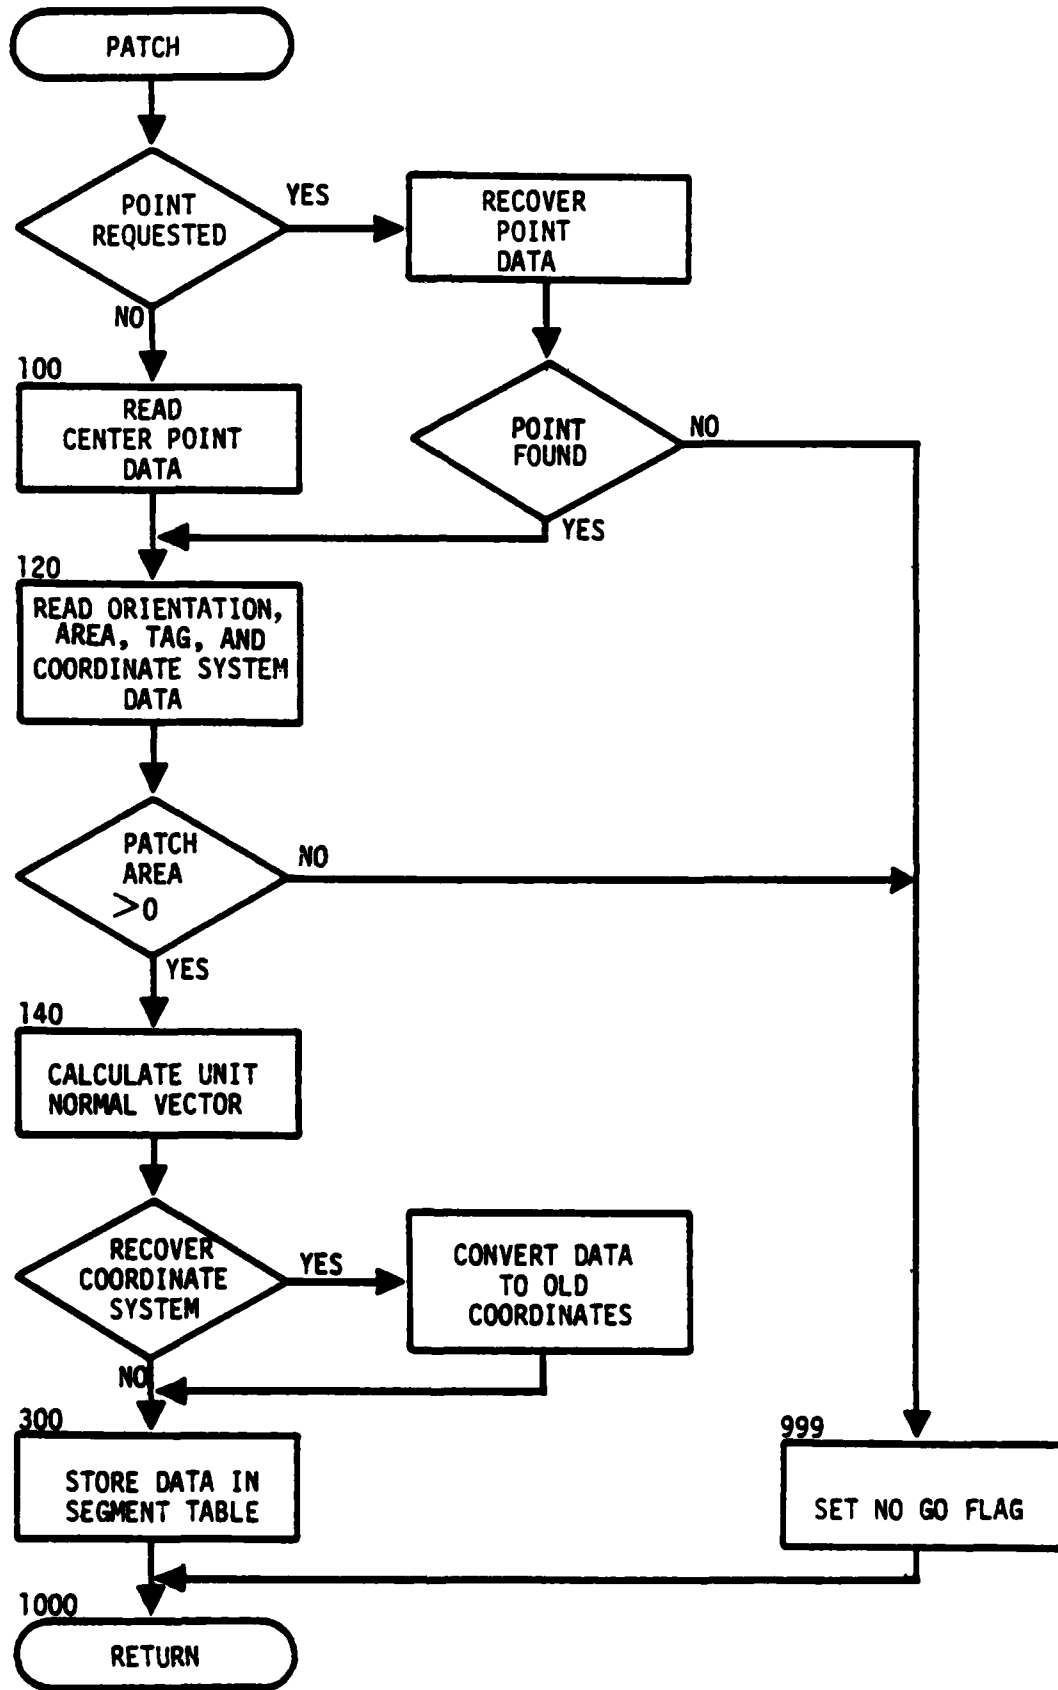 PATCH
POINT
REQUESTED
YES
RECOVER
POINT
DATA
NO
100
READ
CENTER POINT
DATA
POINT
FOUND
NO
YES
120
READ ORIENTATION,
AREA, TAG, AND
COORDINATE SYSTEM
DATA
PATCH
AREA
>0
NO
YES
140
CALCULATE UNIT
NORMAL VECTOR
RECOVER
COORDINATE
SYSTEM
YES
CONVERT DATA
TO OLD
COORDINATES
NO
300
STORE DATA IN
SEGMENT TABLE
999
SET NO GO FLAG
1000
RETURN